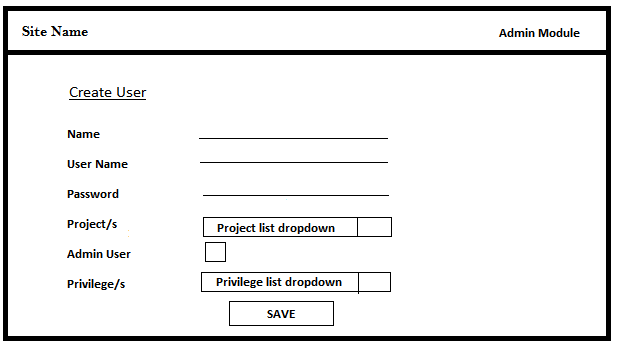 Site Name
Admin Module
Create User
Name
User Name
Password
Project/s
Project list dropdown
Admin User
Privilege/s
Privilege list dropdown
SAVE